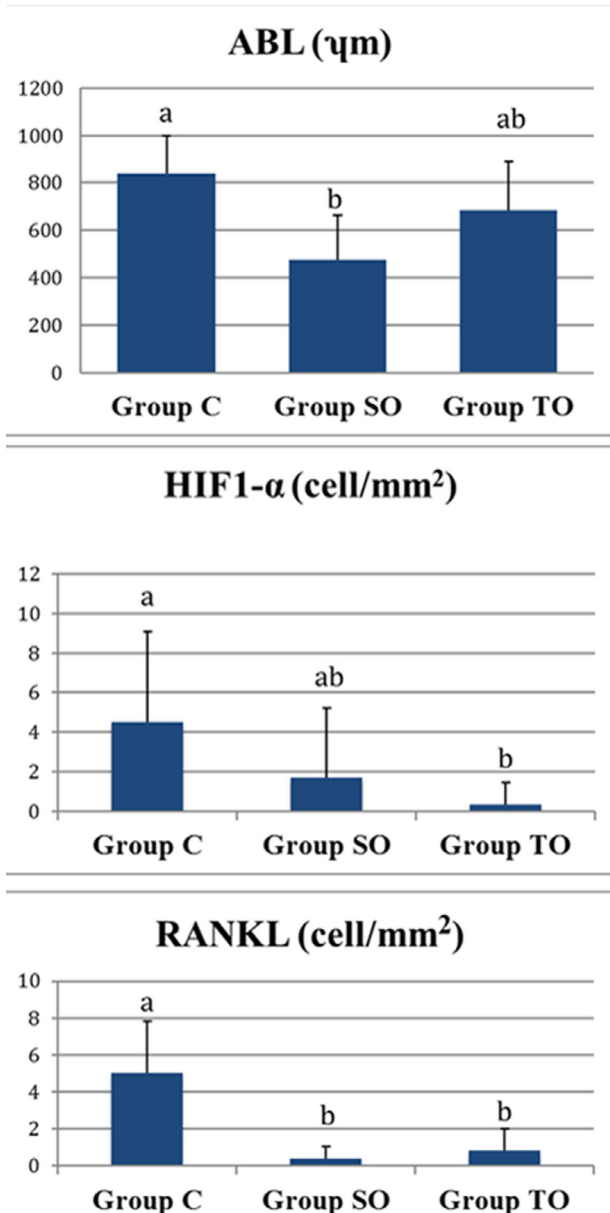 ABL (ʮm)
1200
1000
800
600
400
200
0
a
b
ab
Group C Group SO Group TO
HIF1-α (cell/mm²)
12
10
8
6
4
2
0
a
ab
b
Group C Group SO Group TO
RANKL (cell/mm²)
10
8
6
4
2
0
a
b
b
Group C Group SO Group TO